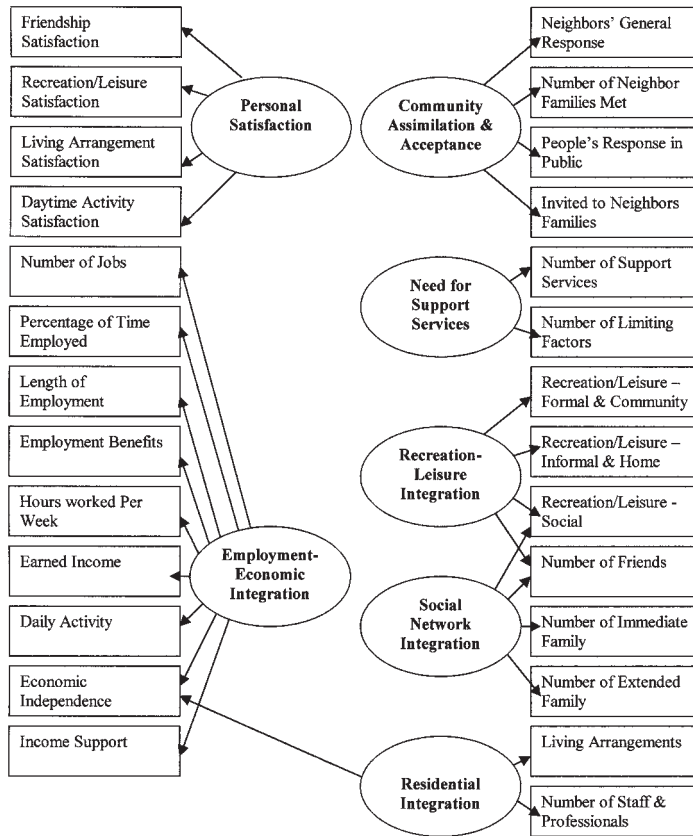 Friendship
Satisfaction
Recreation/Leisure
Satisfaction
Living Arrangement
Satisfaction
Daytime Activity
Satisfaction
Number of Jobs
Percentage of Time
Employed
Length of
Employment
Employment Benefits
Hours worked Per
Week
Earned Income
Daily Activity
Economic
Independence
Income Support
Personal
Satisfaction
Employment-
Economic
Integration
Community
Assimilation &
Acceptance
Need for
Support
Services
Recreation-
Leisure
Integration
Social
Network
Integration
Residential
Integration
Neighbors' General
Response
Number of Neighbor
Families Met
People's Response in
Public
Invited to Neighbors
Families
Number of Support
Services
Number of Limiting
Factors
Recreation/Leisure –
Formal & Community
Recreation/Leisure –
Informal & Home
Recreation/Leisure -
Social
Number of Friends
Number of Immediate
Family
Number of Extended
Family
Living Arrangements
Number of Staff &
Professionals